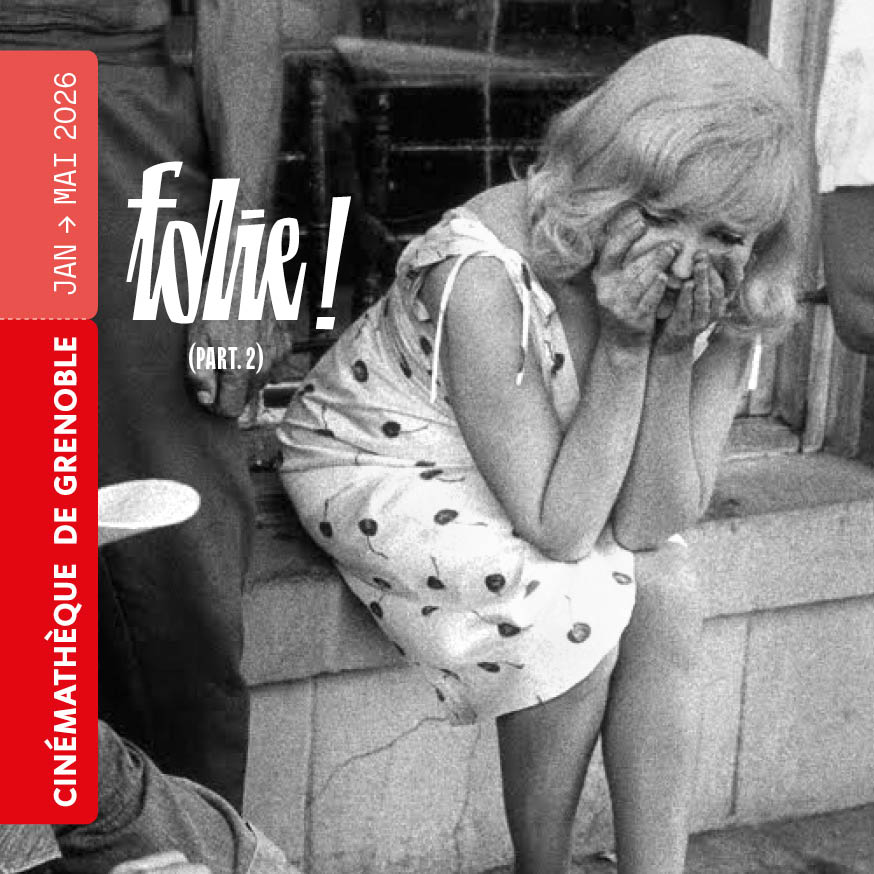 JAN → MAI 2026
CINÉMATHÈQUE DE GRENOBLE
folie !
(PART. 2)